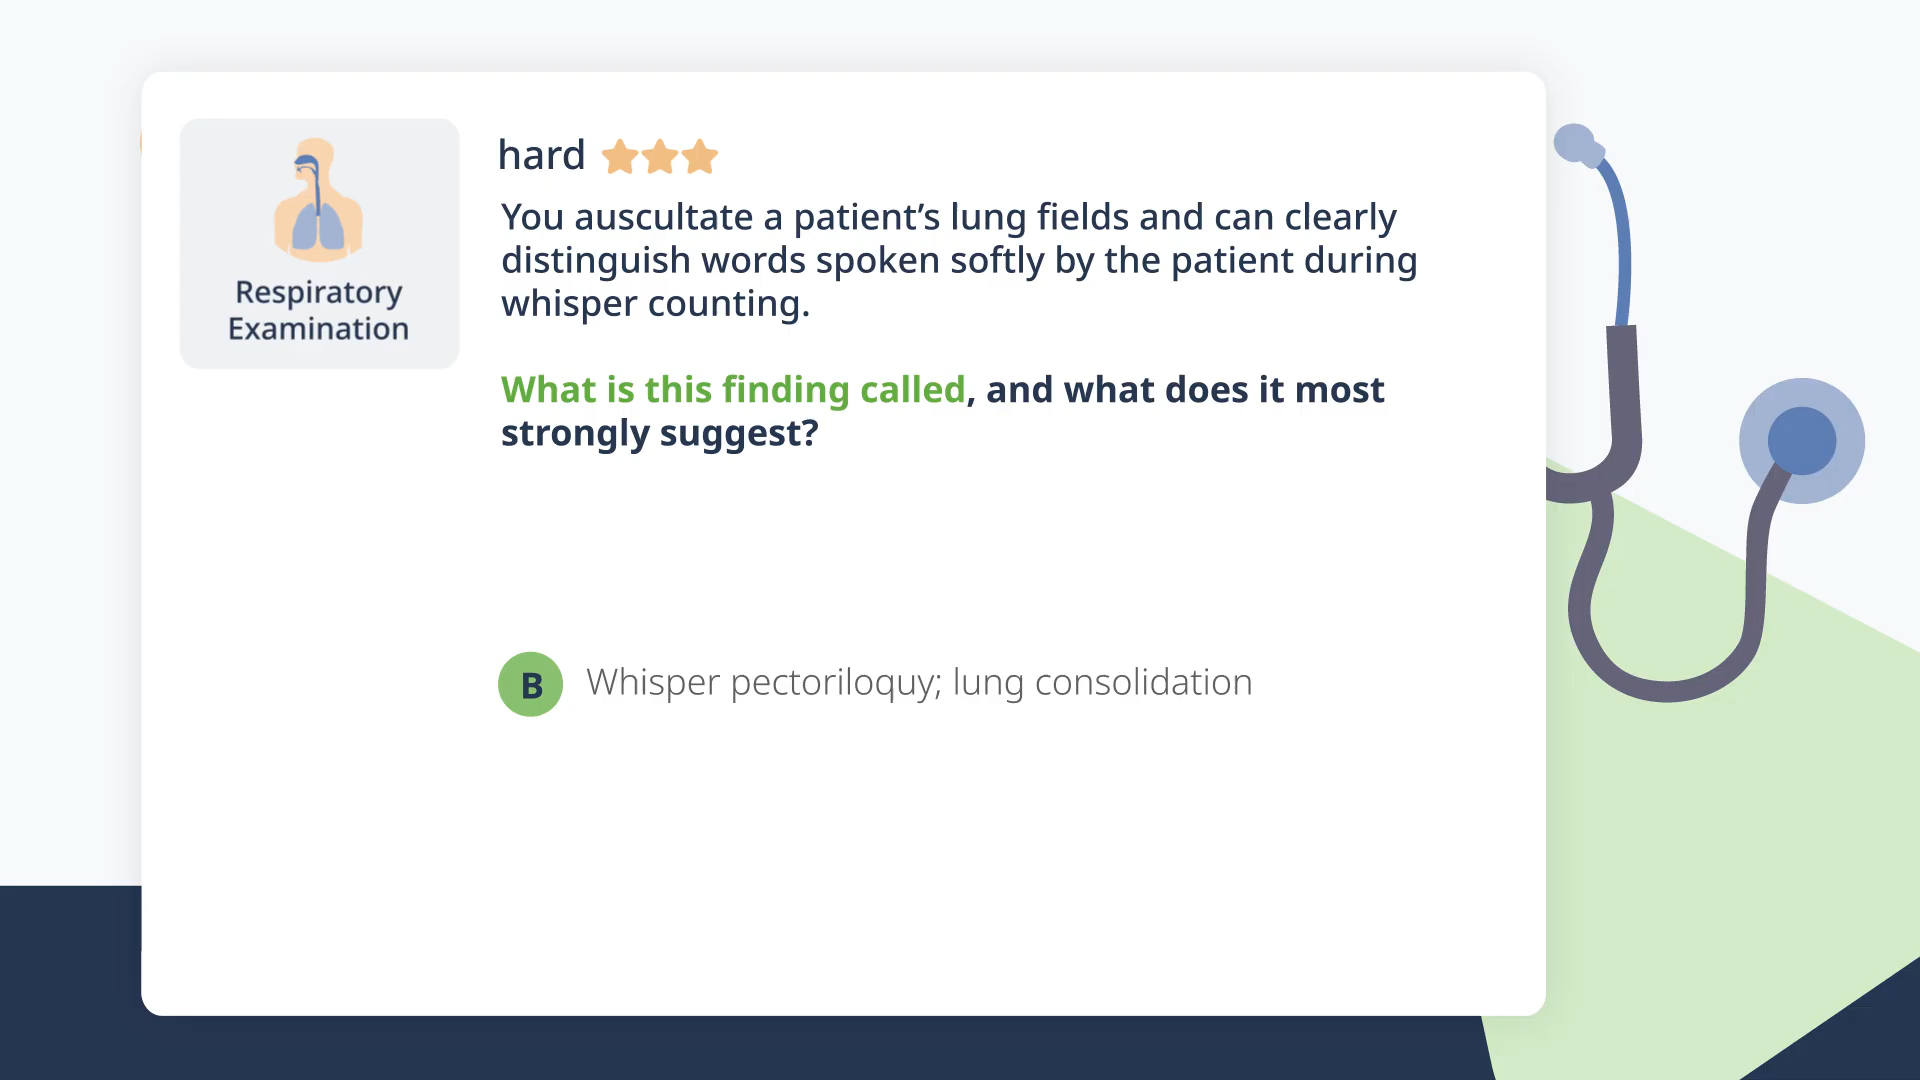 Respiratory
Examination
hard
You auscultate a patient’s lung fields and can clearly
distinguish words spoken softly by the patient during
whisper counting.
What is this finding called, and what does it most
strongly suggest?
B Whisper pectoriloquy; lung consolidation